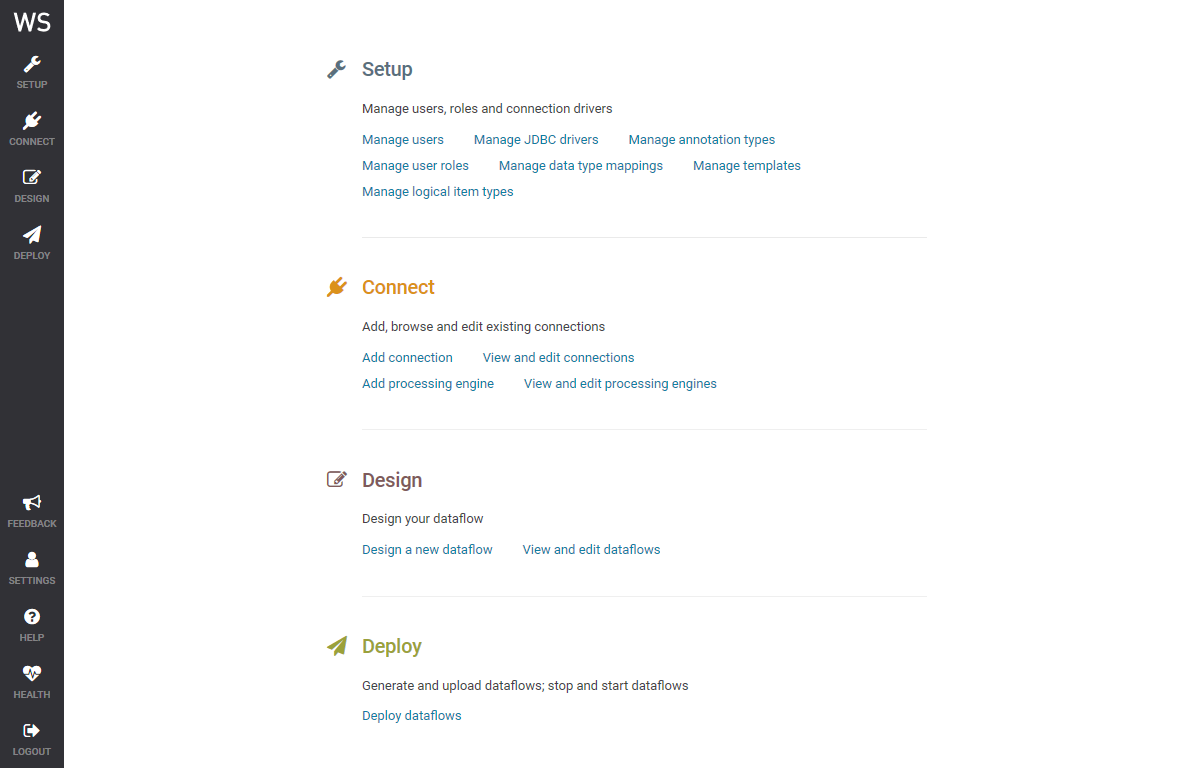 WS
SETUP
CONNECT
DESIGN
DEPLOY
FEEDBACK
SETTINGS
HELP
HEALTH
LOGOUT
Setup
Manage users, roles and connection drivers
Manage users Manage JDBC drivers Manage annotation types
Manage user roles Manage data type mappings Manage templates
Manage logical item types
Connect
Add, browse and edit existing connections
Add connection View and edit connections
Add processing engine View and edit processing engines
Design
Design your dataflow
Design a new dataflow View and edit dataflows
Deploy
Generate and upload dataflows; stop and start dataflows
Deploy dataflows